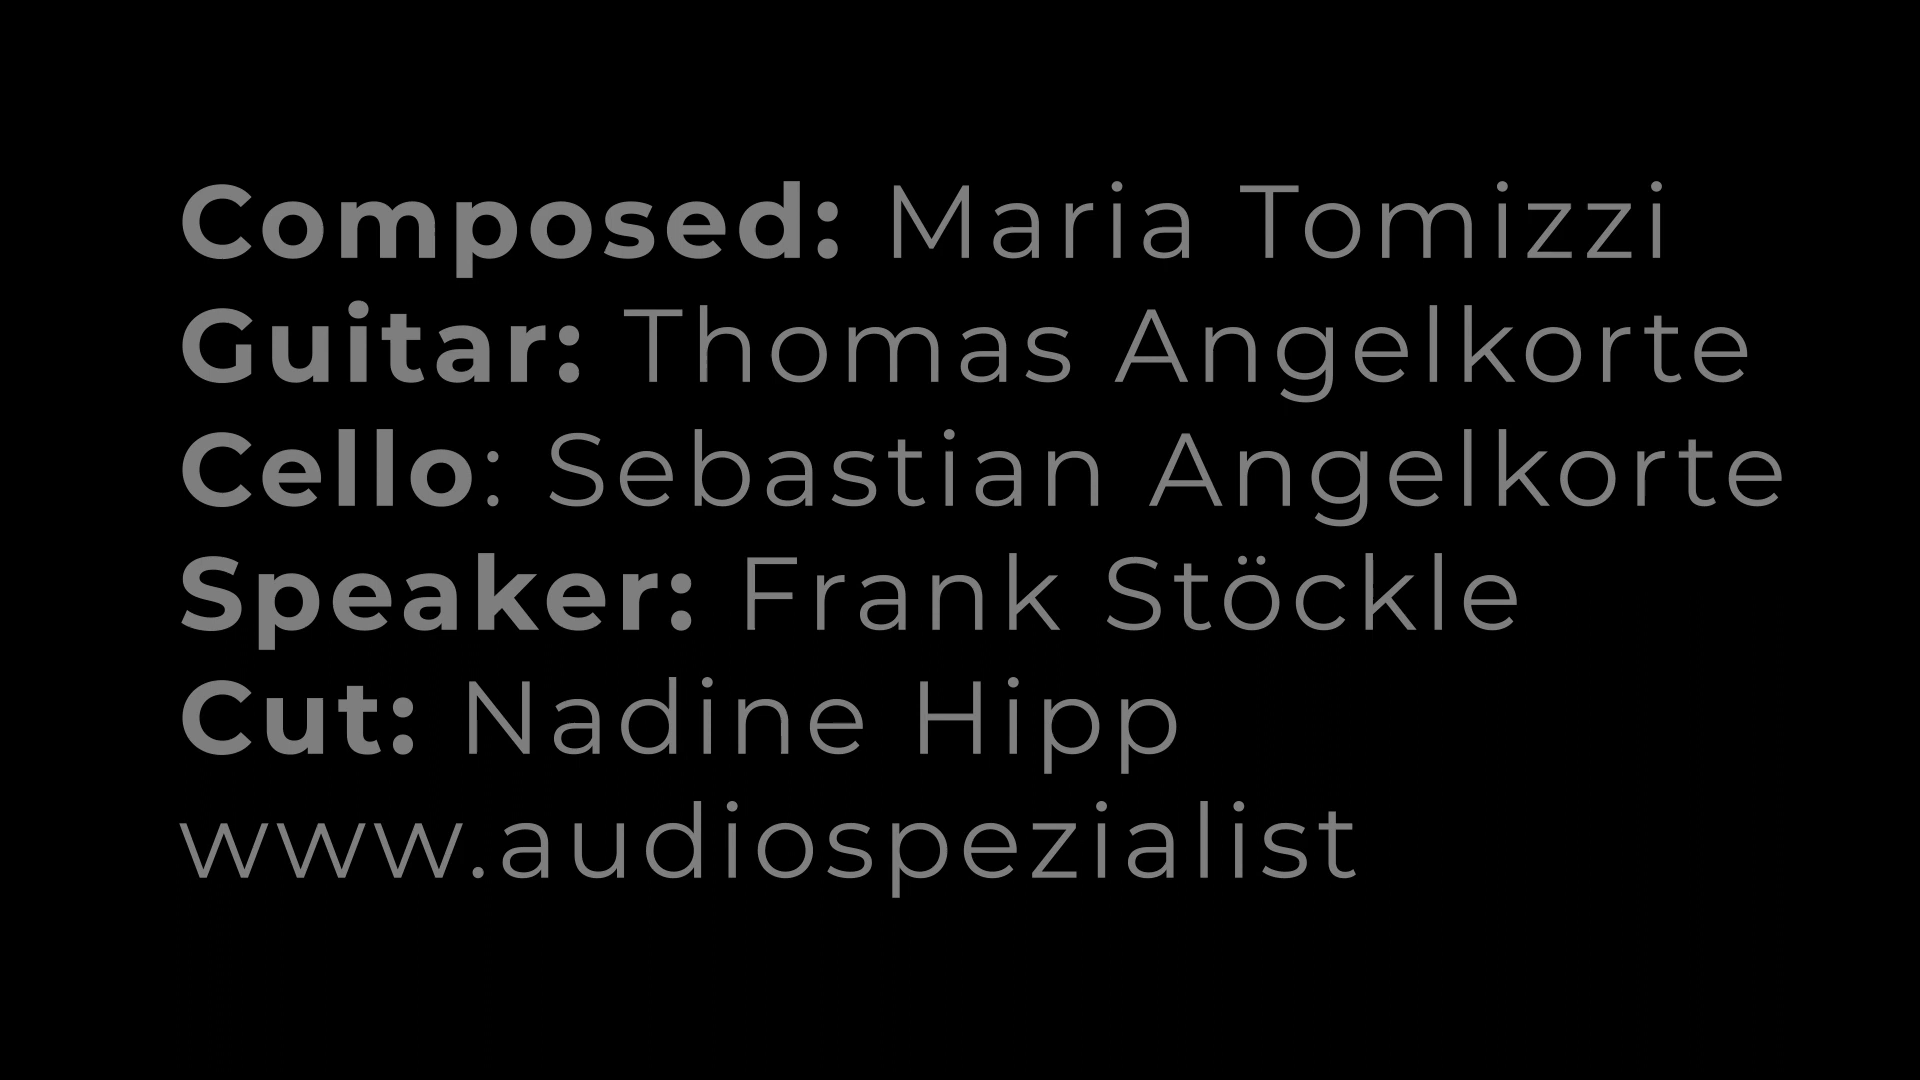 Composed: Maria Tomizzi
Guitar: Thomas Angelkorte
Cello: Sebastian Angelkorte
Speaker: Frank Stöckle
Cut: Nadine Hipp
www.audiospezialist